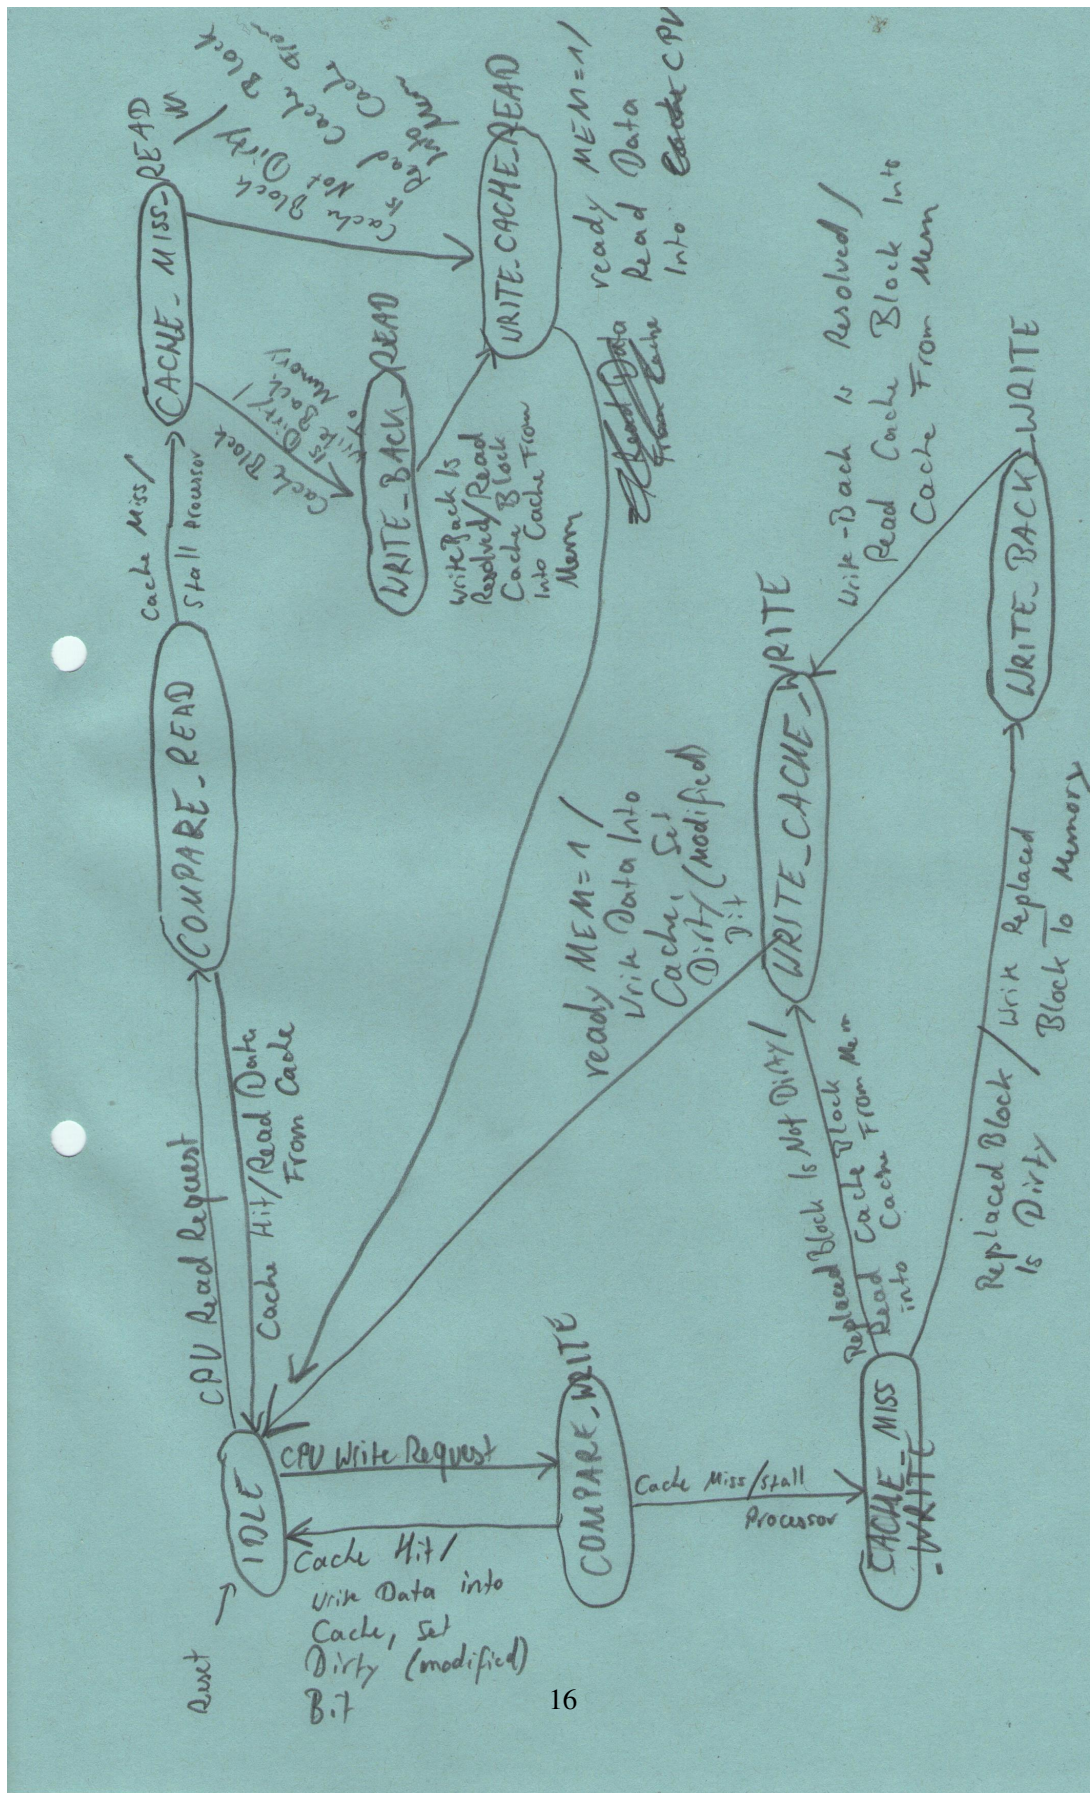 Reset
IDLE
CPU Read Request
Cache Hit/Read Data
From Cache
COMPARE_READ
Cache Miss/
Stall Processor
CACHE_MISS_READ
Cache Block
Is Dirty/
Write Back
To Memory
Cache Block
Is Not Dirty/
Read Cache Block
Into
Cache From
Mem
WRITE_BACK_READ
Write Back Is
Resolved/Read
Cache Block
Into Cache From
Mem
WRITE_CACHE_READ
ready MEM=1/
Read Data
Into CPU
CPU Write Request
Cache Hit/
Write Data into
Cache, Set
Dirty (modified)
Bit
COMPARE_WRITE
Cache Miss/Stall
Processor
CACHE_MISS
_WRITE
Replaced Block Is Not Dirty/
Read Cache Block
into Cache From Mem
ready MEM=1/
Write Data Into
Cache, Set
Dirty (modified)
Bit
WRITE_CACHE_WRITE
Replaced Block / Write Replaced
Is Dirty Block To Memory
WRITE_BACK_WRITE
Write-Back is Resolved/
Read Cache Block Into
Cache From Mem
16